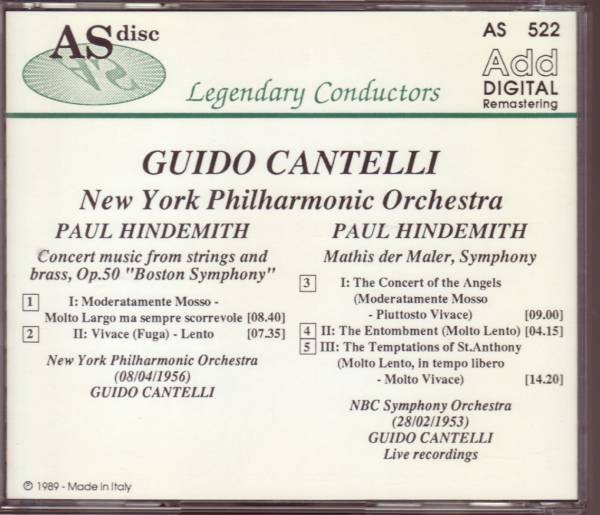 AS disc
AS 522
Add
DIGITAL
Remastering
Legendary Conductors
GUIDO CANTELLI
New York Philharmonic Orchestra
PAUL HINDEMITH
Concert music from strings and
brass, Op.50 "Boston Symphony"
1 I: Moderatamente Mosso -
Molto Largo ma sempre scorrevole [08.40]
2 II: Vivace (Fuga) - Lento [07.35]
New York Philharmonic Orchestra
(08/04/1956)
GUIDO CANTELLI
PAUL HINDEMITH
Mathis der Maler, Symphony
3 I: The Concert of the Angels
(Moderatamente Mosso
- Piuttosto Vivace) [09.00]
4 II: The Entombment (Molto Lento) [04.15]
5 III: The Temptations of St.Anthony
(Molto Lento, in tempo libero
- Molto Vivace) [14.20]
NBC Symphony Orchestra
(28/02/1953)
GUIDO CANTELLI
Live recordings
℗ 1989 - Made in Italy